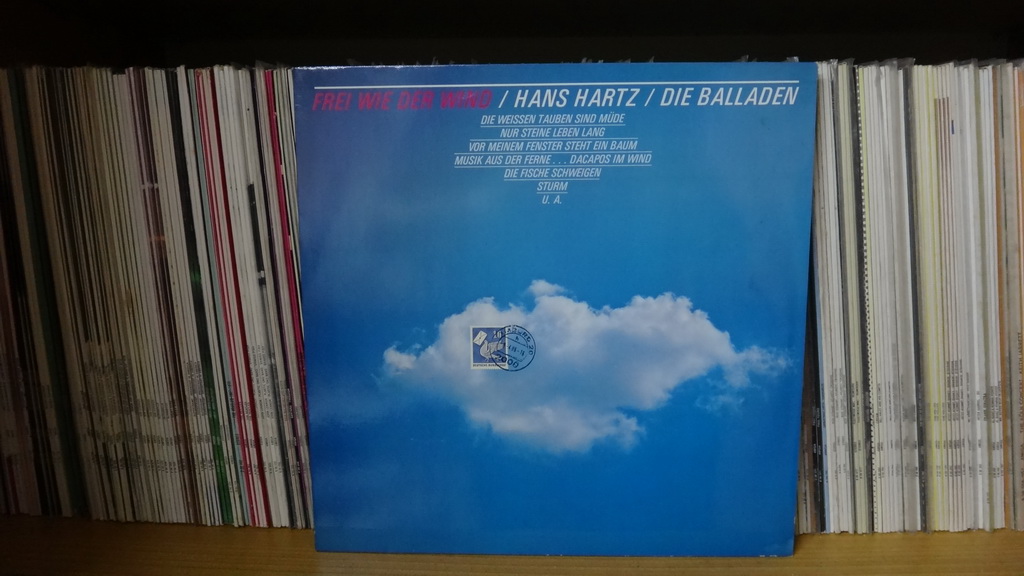 FREI WIE DER WIND / HANS HARTZ / DIE BALLADEN
DIE WEISSEN TAUBEN SIND MÜDE
NUR STEINE LEBEN LANG
VOR MEINEM FENSTER STEHT EIN BAUM
MUSIK AUS DER FERNE . . . DACAPOS IM WIND
DIE FISCHE SCHWEIGEN
STURM
U. A.